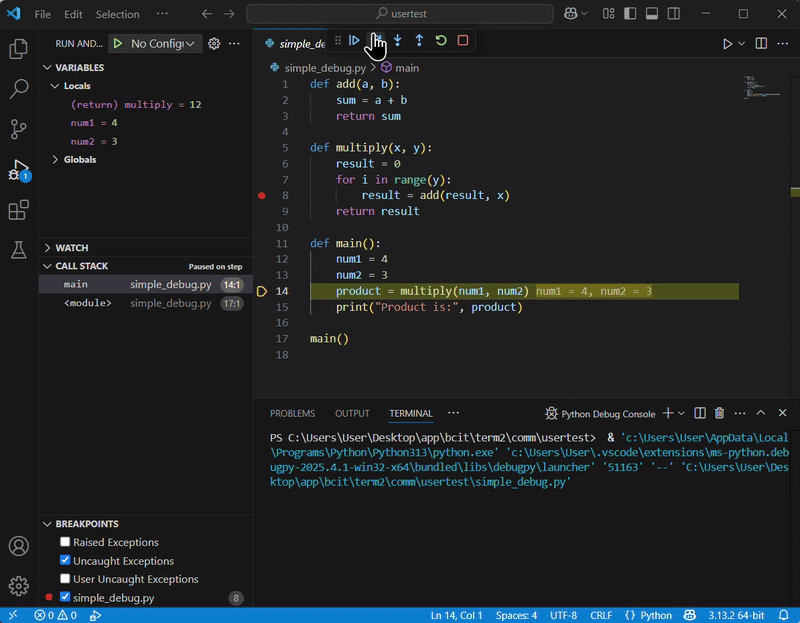 File Edit Selection ··· usertest
RUN AND... No Configu ···
VARIABLES
Locals
(return) multiply = 12
num1 = 4
num2 = 3
Globals
WATCH
CALL STACK Paused on step
main simple_debug.py 14:1
<module> simple_debug.py 17:1
BREAKPOINTS
Raised Exceptions
Uncaught Exceptions
User Uncaught Exceptions
simple_debug.py 8
simple_de
simple_debug.py > main
1 def add(a, b):
2 sum = a + b
3 return sum
4
5 def multiply(x, y):
6 result = 0
7 for i in range(y):
8 result = add(result, x)
9 return result
10
11 def main():
12 num1 = 4
13 num2 = 3
14 product = multiply(num1, num2) num1 = 4, num2 = 3
15 print("Product is:", product)
16
17 main()
18
PROBLEMS OUTPUT TERMINAL ··· Python Debug Console
PS C:\Users\User\Desktop\app\bcit\term2\comm\usertest> & 'c:\Users\User\AppData\Local
\Programs\Python\Python313\python.exe' 'c:\Users\User\.vscode\extensions\ms-python.deb
ugpy-2025.4.1-win32-x64\bundled\libs\debugpy\launcher' '51163' '--' 'C:\Users\User\Des
ktop\app\bcit\term2\comm\usertest\simple_debug.py'
1
0 0 Ln 14, Col 1 Spaces: 4 UTF-8 CRLF {} Python 3.13.2 64-bit